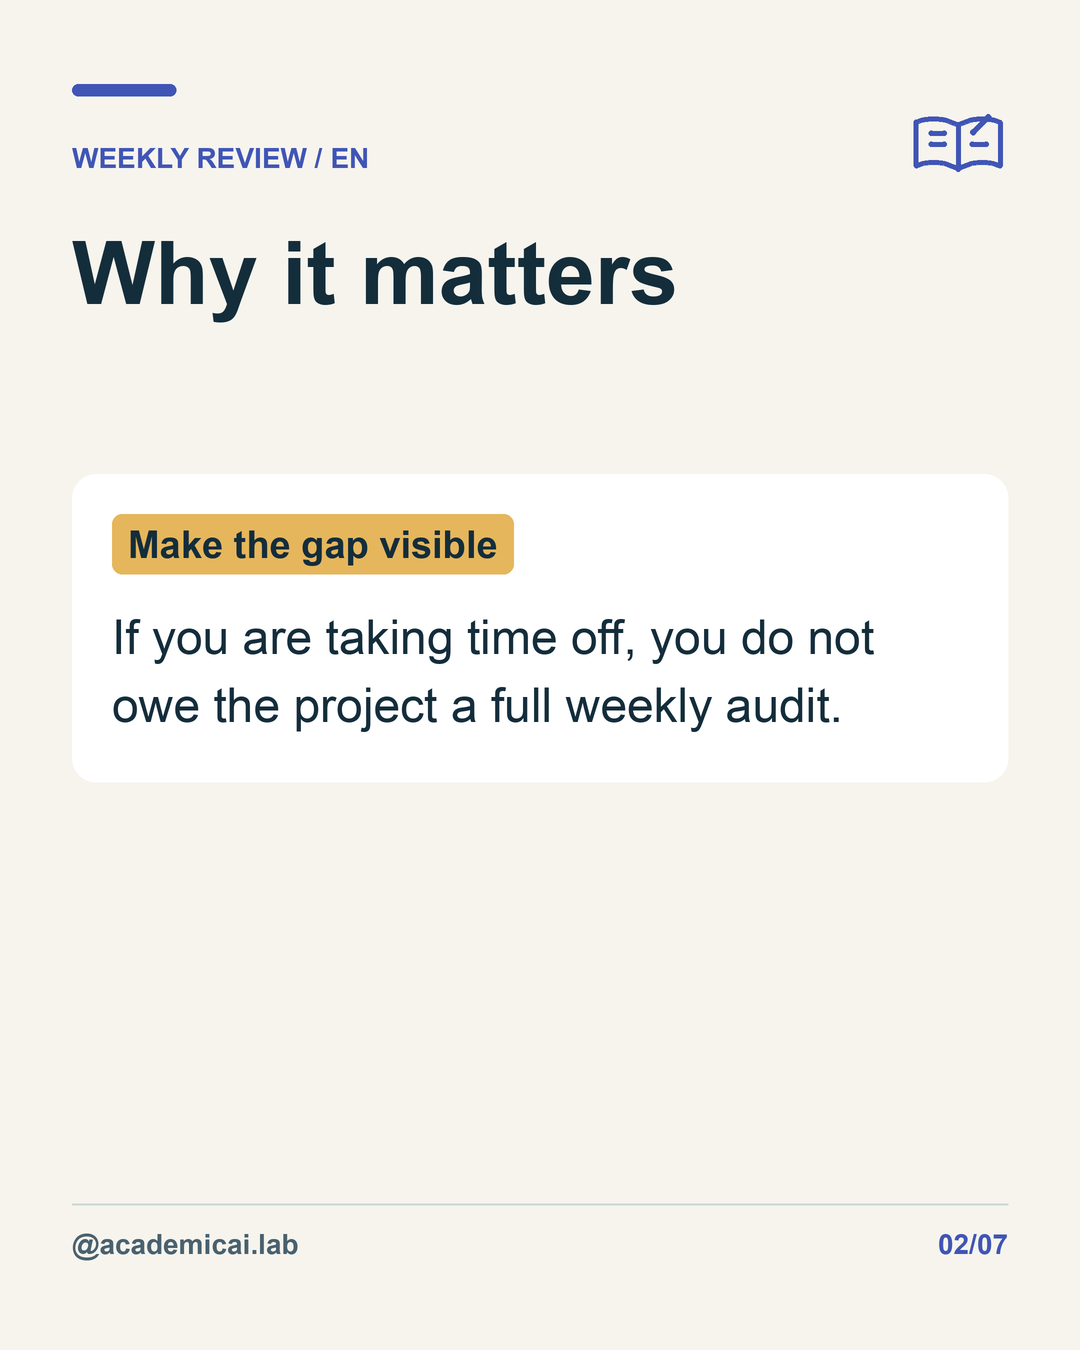 WEEKLY REVIEW / EN
Why it matters
Make the gap visible
If you are taking time off, you do not
owe the project a full weekly audit.
@academicai.lab
02/07